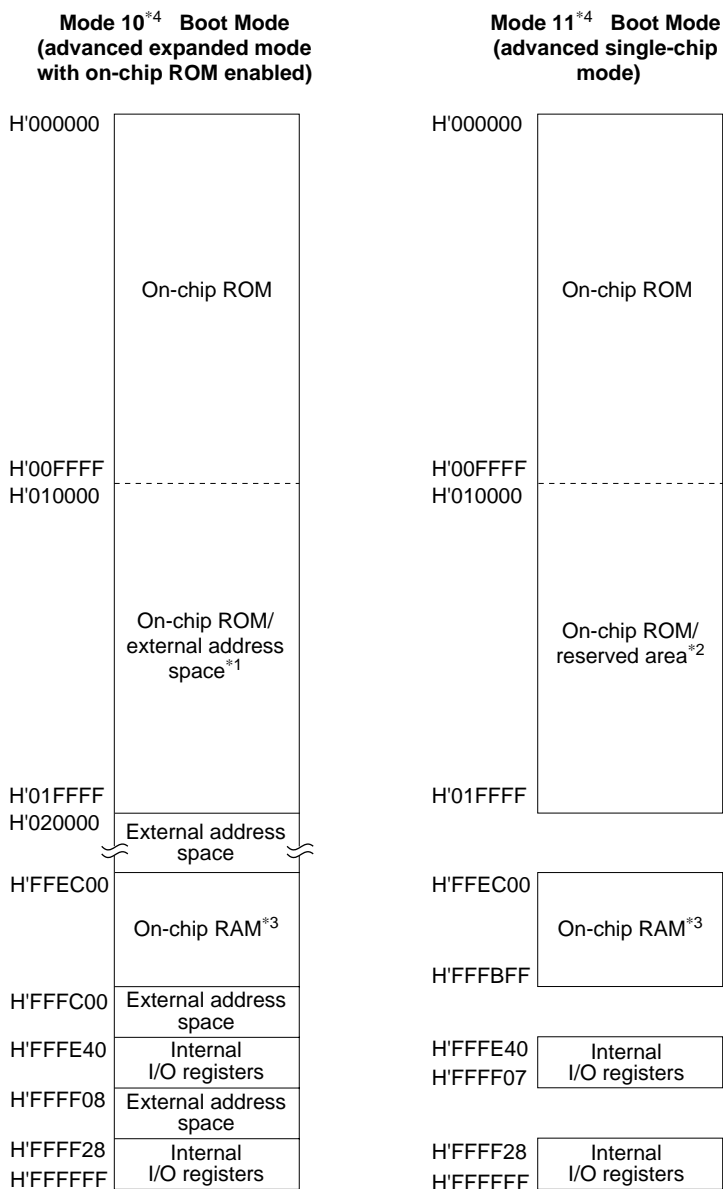 Mode 10*4 Boot Mode
(advanced expanded mode
with on-chip ROM enabled)
H'000000
On-chip ROM
H'00FFFF
H'010000
On-chip ROM/
external address
space*1
H'01FFFF
H'020000
External address
space
H'FFEC00
On-chip RAM*3
H'FFFC00
External address
space
H'FFFE40
Internal
I/O registers
H'FFFF08
External address
space
H'FFFF28
Internal
I/O registers
H'FFFFFF
Mode 11*4 Boot Mode
(advanced single-chip
mode)
H'000000
On-chip ROM
H'00FFFF
H'010000
On-chip ROM/
reserved area*2
H'01FFFF
H'FFEC00
On-chip RAM*3
H'FFFBFF
H'FFFE40
Internal
I/O registers
H'FFFF07
H'FFFF28
Internal
I/O registers
H'FFFFFF